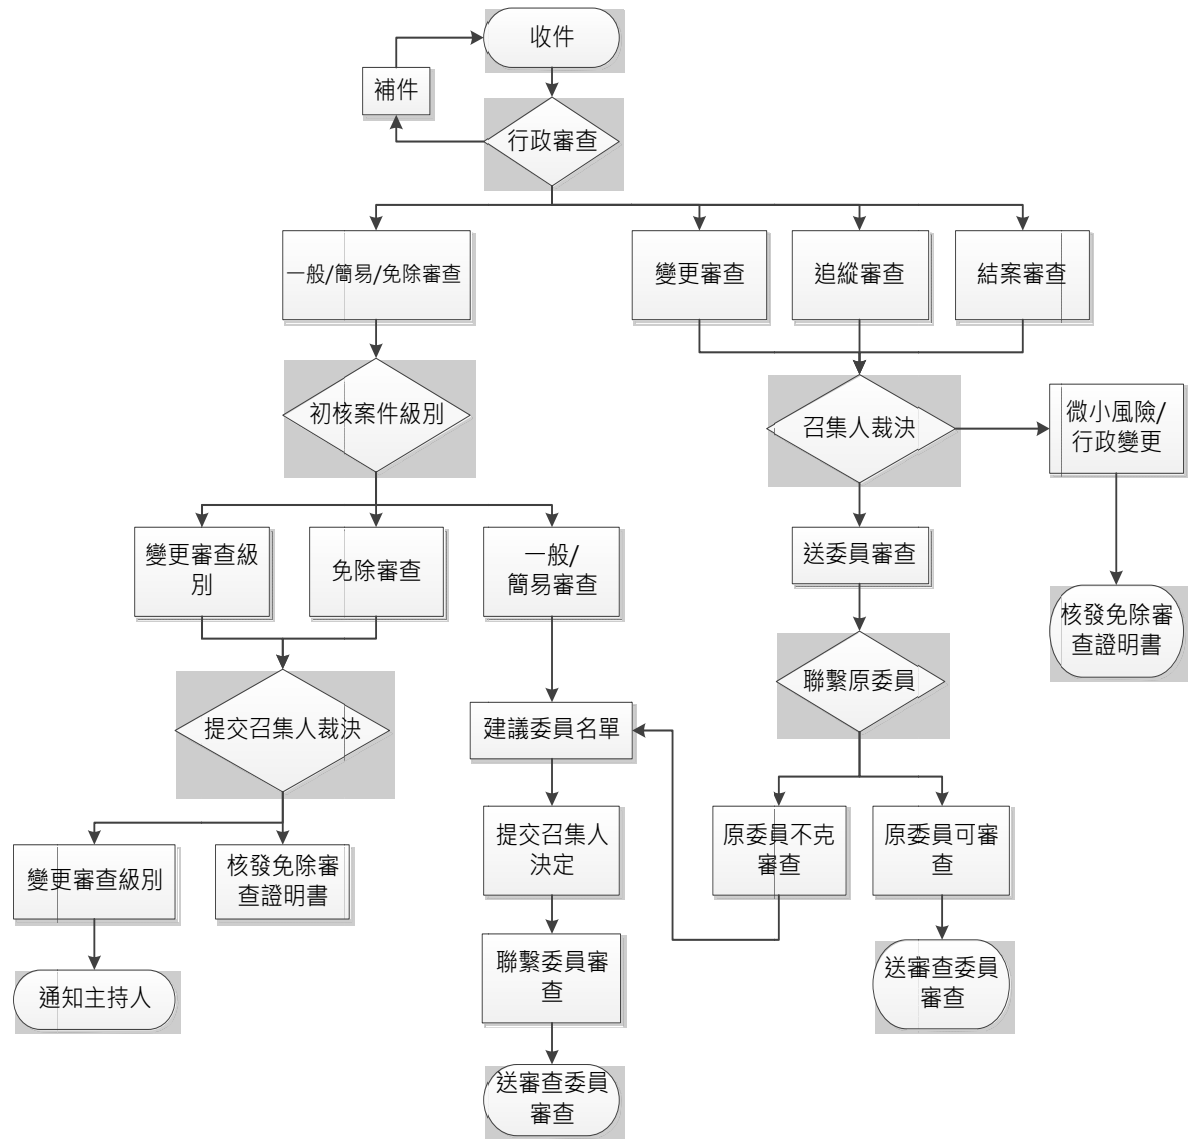 收件
補件
行政審查
一般/簡易/免除審查
變更審查
追縱審查
結案審查
初核案件級別
召集人裁決
微小風險/
行政變更
變更審查級
別
免除審查
一般/
簡易審查
送委員審查
核發免除審
查證明書
聯繫原委員
提交召集人裁決
建議委員名單
提交召集人
決定
原委員不克
審查
原委員可審
查
變更審查級別
核發免除審
查證明書
聯繫委員審
查
送審查委員
審查
通知主持人
送審查委員
審查